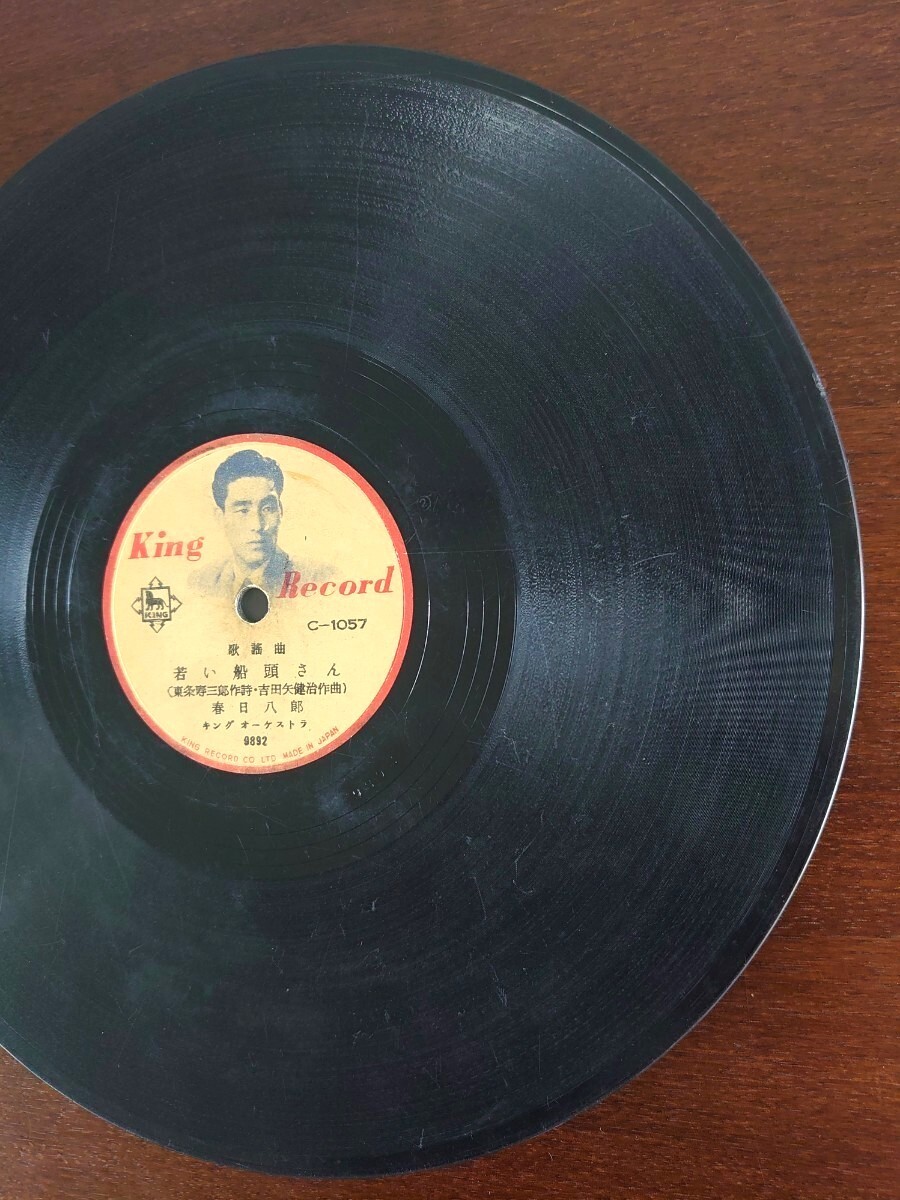 King
Record
KING
C-1057
歌謡曲
若い船頭さん
(東条寿三郎作詩・吉田矢健治作曲)
春日八郎
キングオーケストラ
9892
KING RECORD CO LTD MADE IN JAPAN